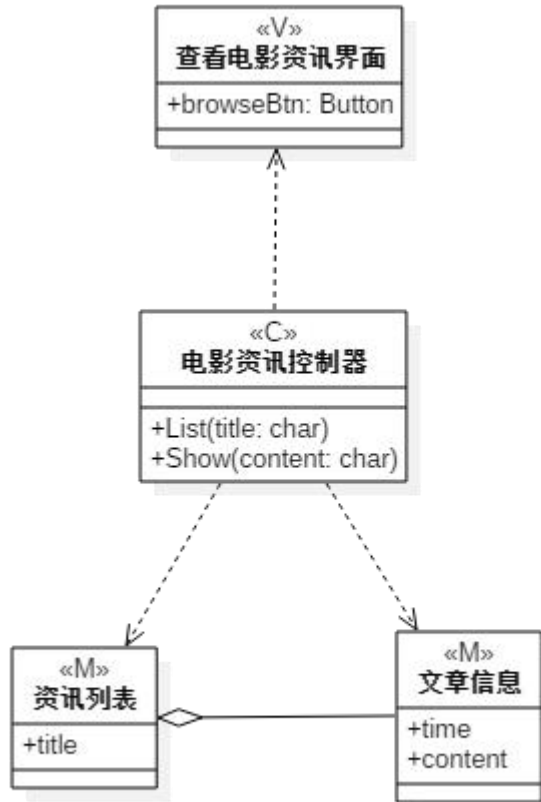 «V»
查看电影资讯界面
+browseBtn: Button
«C»
电影资讯控制器
+List(title: char)
+Show(content: char)
«M»
资讯列表
+title
«M»
文章信息
+time
+content